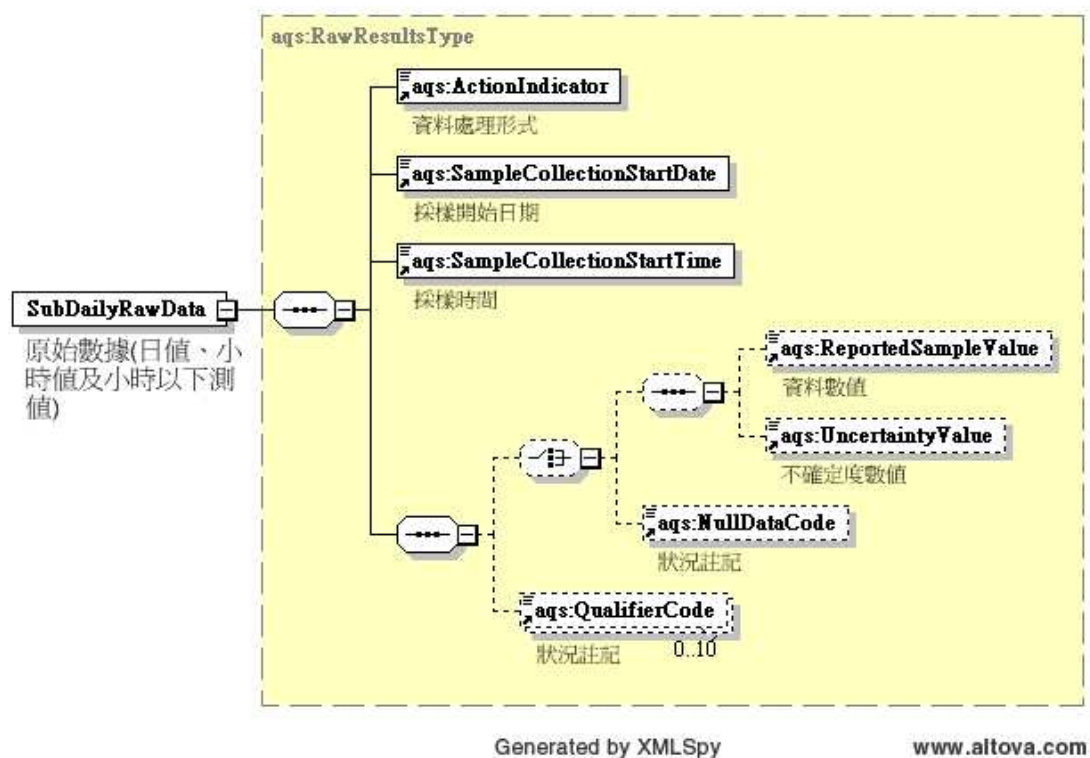 aqs:RawResultsType
aqs:ActionIndicator
資料處理形式
aqs:SampleCollectionStartDate
採樣開始日期
aqs:SampleCollectionStartTime
採樣時間
SubDailyRawData
原始數據(日值、小
時值及小時以下測
值)
aqs:ReportedSampleValue
資料數值
aqs:UncertaintyValue
不確定度數值
aqs:NullDataCode
狀況註記
aqs:QualifierCode
狀況註記
0..10
Generated by XMLSpy
www.altova.com